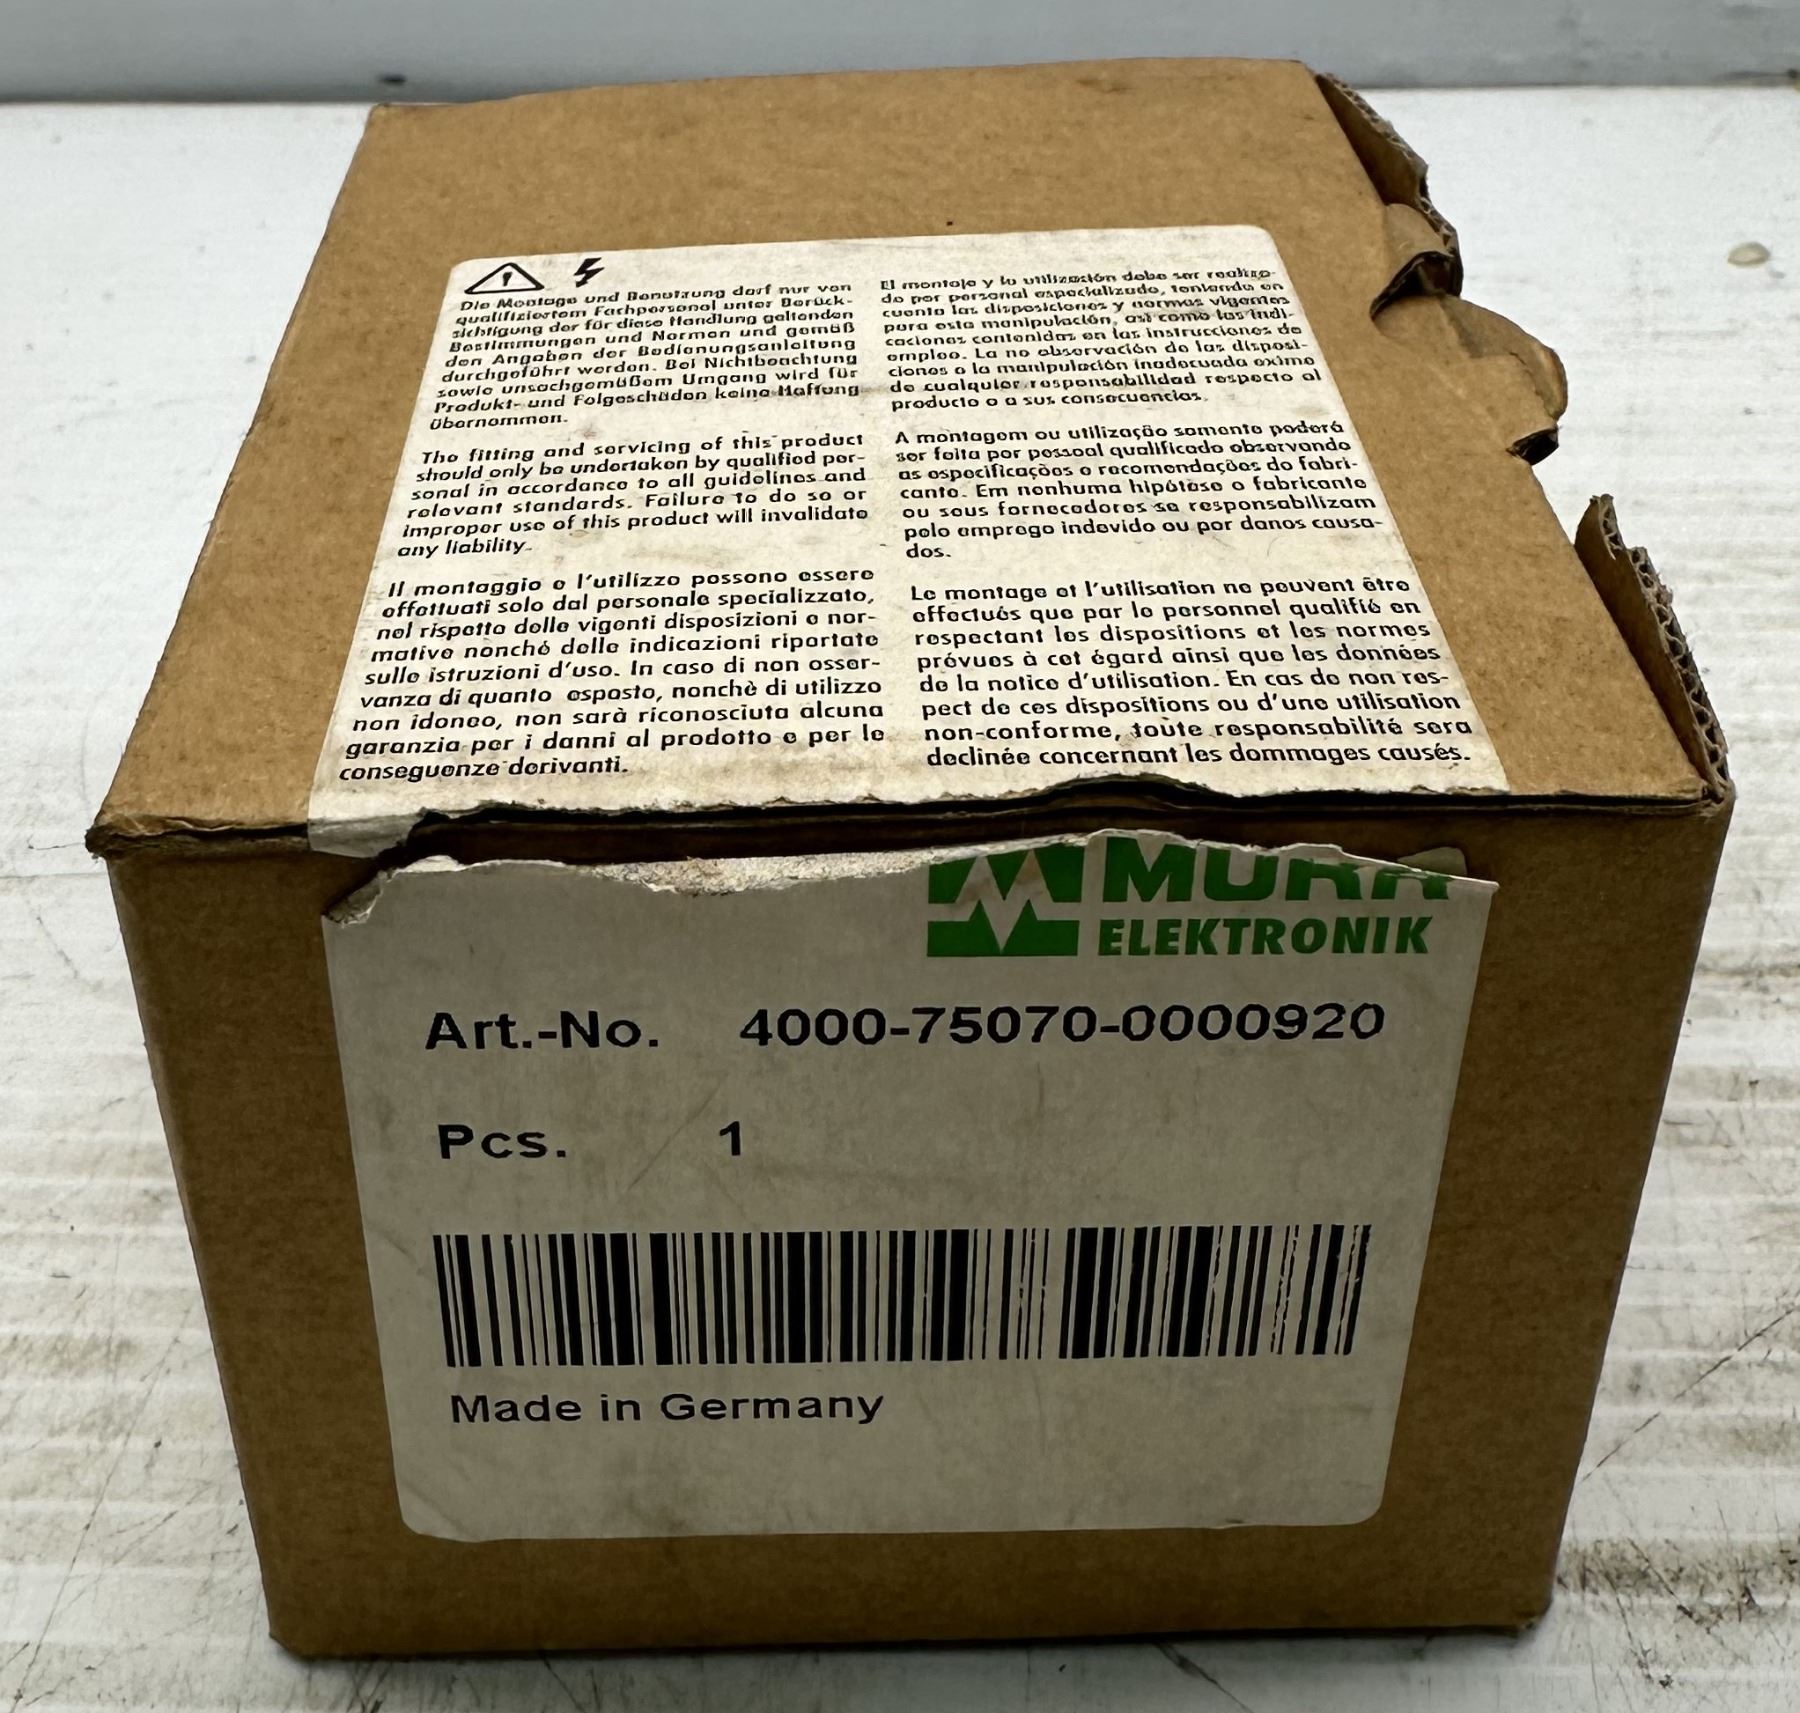 Die Montage und Benutzung darf nur von
qualifiziertem Fachpersonal unter Berück-
sichtigung der für diese Handlung geltenden
Bestimmungen und Normen und gemäß
den Angaben der Bedienungsanleitung
durchgeführt werden. Bei Nichtbeachtung
sowie unsachgemäßem Umgang wird für
Produkt- und Folgeschäden keine Haftung
übernommen.
The fitting and servicing of this product
should only be undertaken by qualified per-
sonal in accordance to all guidelines and
relevant standards. Failure to do so or
improper use of this product will invalidate
any liability.
Il montaggio e l'utilizzo possono essere
effettuati solo dal personale specializzato,
nel rispetto delle vigenti disposizioni e nor-
mative nonché delle indicazioni riportate
sulle istruzioni d'uso. In caso di non osser-
vanza di quanto esposto, nonchè di utilizzo
non idoneo, non sarà riconosciuta alcuna
garanzia per i danni al prodotto e per le
conseguenze derivanti.
El montaje y la utilización debe ser realiza-
do por personal especializado, teniendo en
cuenta las disposiciones y normas vigentes
para esta manipulación, así como las indi-
caciones contenidas en las instrucciones de
empleo. La no observación de las disposi-
ciones o la manipulación inadecuada exime
de cualquier responsabilidad respecto al
producto o a sus consecuencias.
A montagem ou utilização somente poderá
ser feita por pessoal qualificado observando
as especificações e recomendações do fabri-
cante. Em nenhuma hipótese o fabricante
ou seus fornecedores se responsabilizam
pelo emprego indevido ou por danos causa-
dos.
Le montage et l'utilisation ne peuvent être
effectués que par le personnel qualifié en
respectant les dispositions et les normes
prévues à cet égard ainsi que les données
de la notice d'utilisation. En cas de non res-
pect de ces dispositions ou d'une utilisation
non-conforme, toute responsabilité sera
declinée concernant les dommages causés.
MURR
ELEKTRONIK
Art.-No. 4000-75070-0000920
Pcs. 1
Made in Germany